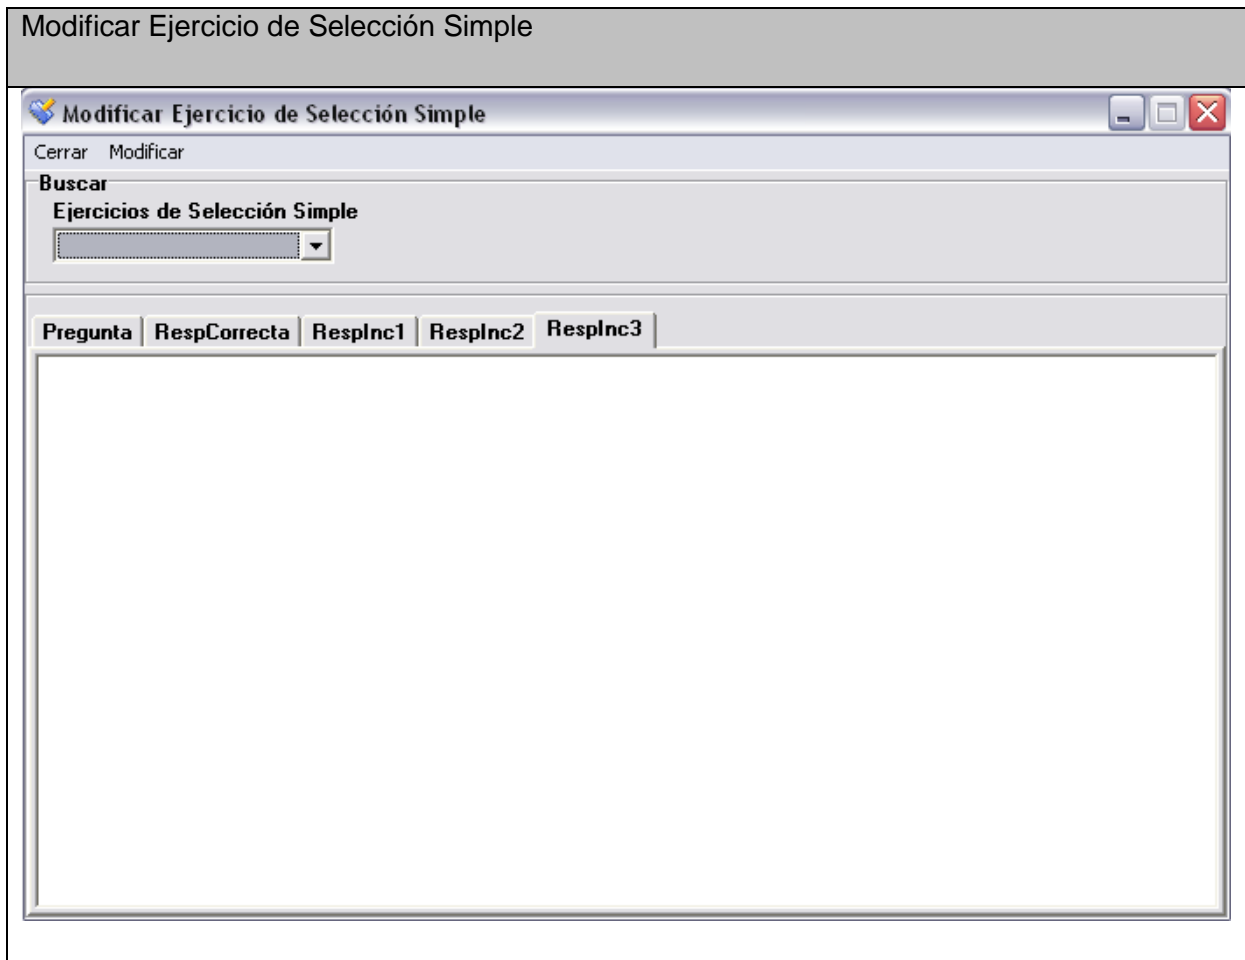 Modificar Ejercicio de Selección Simple
Modificar Ejercicio de Selección Simple
Cerrar Modificar
Buscar
Ejercicios de Selección Simple
Pregunta RespCorrecta RespInc1 RespInc2 RespInc3